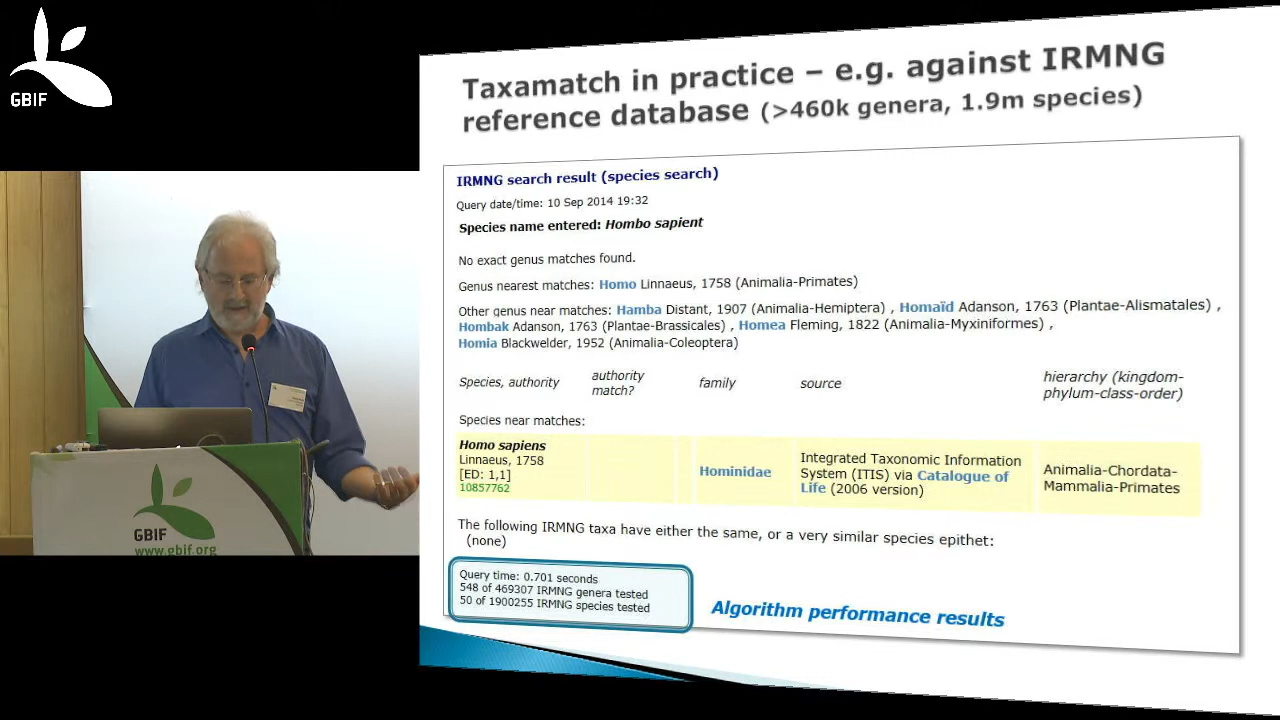 GBIF
Taxamatch in practice – e.g. against IRMNG
reference database (>460k genera, 1.9m species)
IRMNG search result (species search)
Query date/time: 10 Sep 2014 19:32
Species name entered: Hombo sapient
No exact genus matches found.
Genus nearest matches: Homo Linnaeus, 1758 (Animalia-Primates)
Other genus near matches: Hamba Distant, 1907 (Animalia-Hemiptera) , Homaïd Adanson, 1763 (Plantae-Alismatales) ,
Hombak Adanson, 1763 (Plantae-Brassicales) , Homea Fleming, 1822 (Animalia-Myxiniformes) ,
Homia Blackwelder, 1952 (Animalia-Coleoptera)
Species, authority
authority
match?
family
source
hierarchy (kingdom-
phylum-class-order)
Species near matches:
Homo sapiens
Linnaeus, 1758
[ED: 1,1]
10857762
Hominidae
Integrated Taxonomic Information
System (ITIS) via Catalogue of
Life (2006 version)
Animalia-Chordata-
Mammalia-Primates
The following IRMNG taxa have either the same, or a very similar species epithet:
(none)
Query time: 0.701 seconds
548 of 469307 IRMNG genera tested
50 of 1900255 IRMNG species tested
Algorithm performance results
GBIF
www.gbif.org